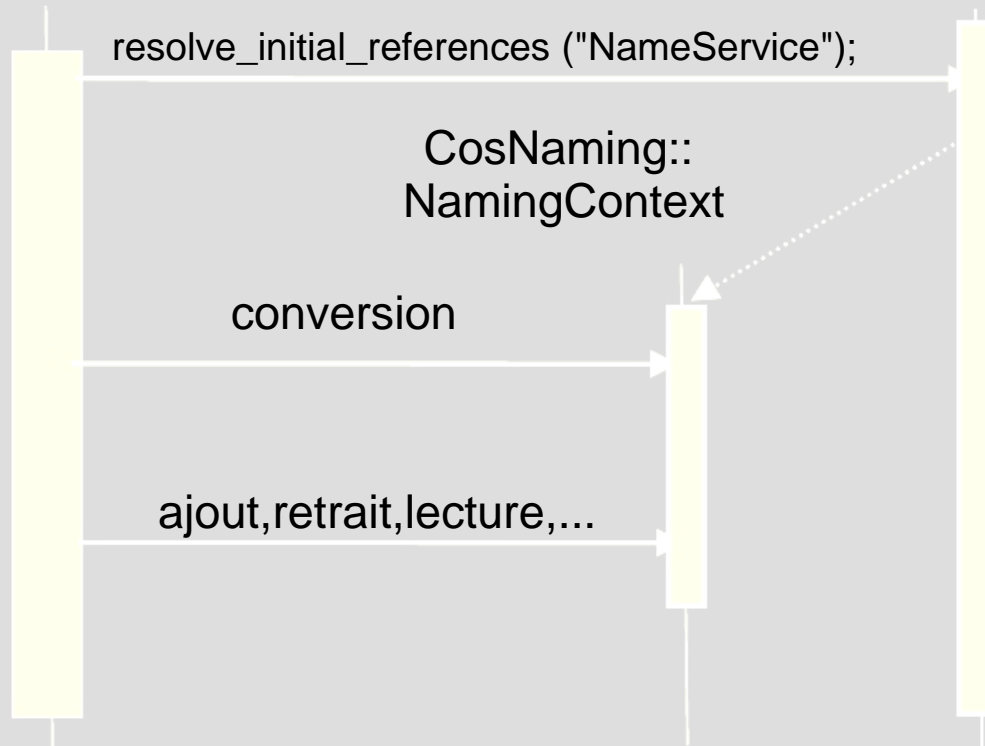 resolve_initial_references ("NameService");
CosNaming::
NamingContext
conversion
ajout,retrait,lecture,...